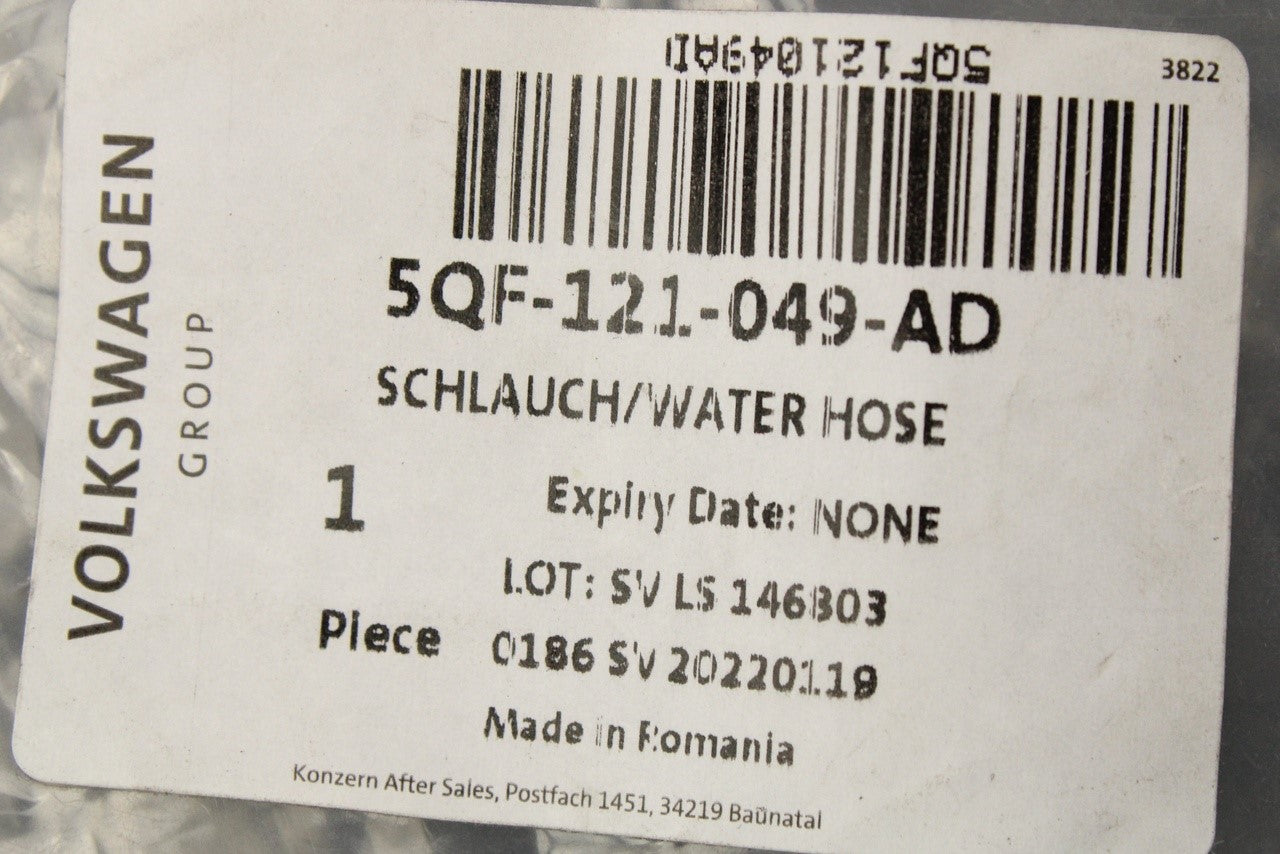 5QF121049AD
3822
VOLKSWAGEN
GROUP
5QF-121-049-AD
SCHLAUCH/WATER HOSE
1
Expiry Date: NONE
LOT: SV LS 146803
Piece
0186 SV 20220119
Made in Romania
Konzern After Sales, Postfach 1451, 34219 Baünatal